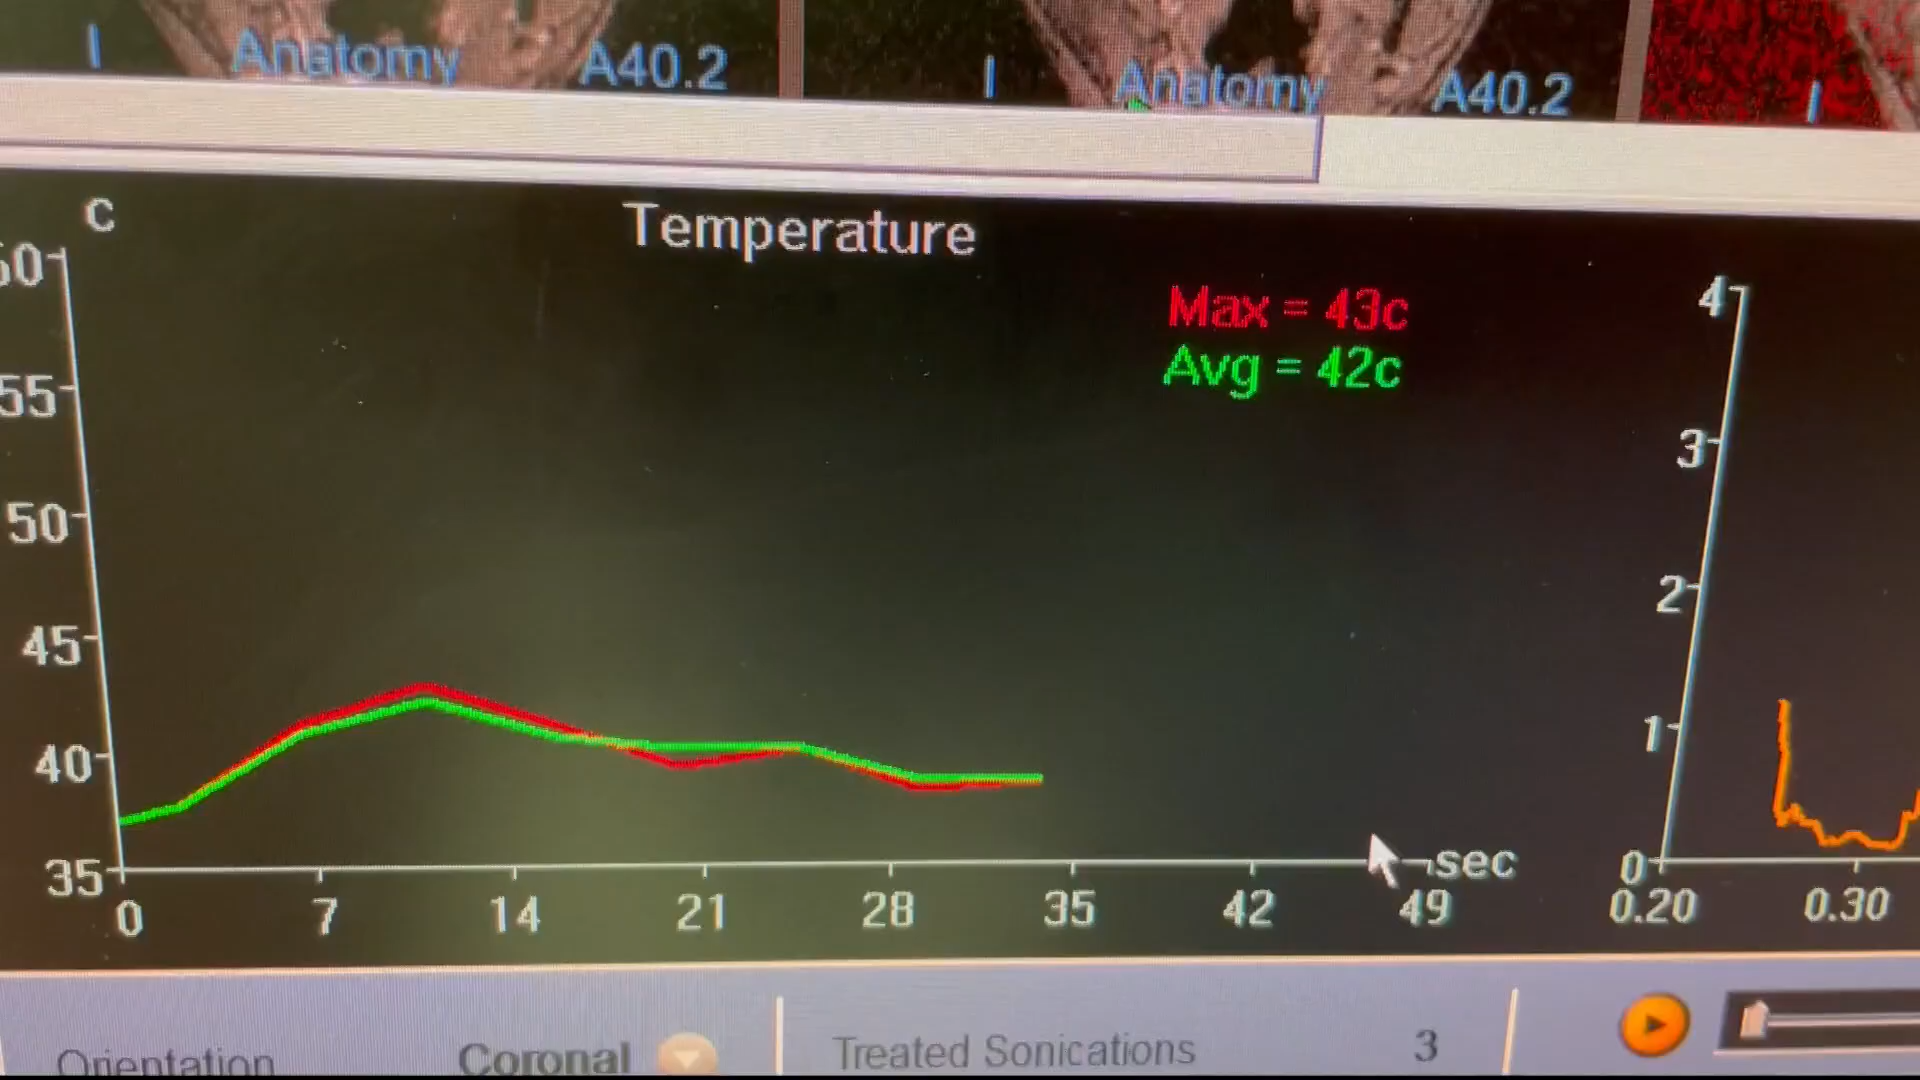 I Anatomy A40.2 I Anatomy A40.2 I
C Temperature
60
Max = 43c
Avg = 42c
55
50
45
40
35
0 7 14 21 28 35 42 49 sec
4
3
2
1
0
0.20 0.30
Orientation Coronal Treated Sonications 3